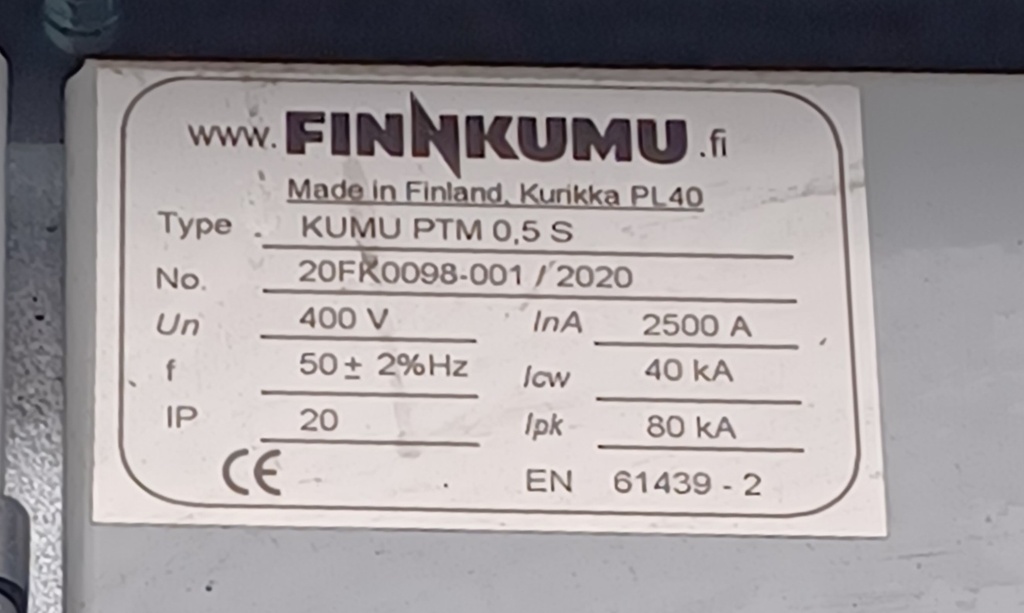 www.FINNKUMU.fi
Made in Finland, Kurikka PL40
Type KUMU PTM 0,5 S
No. 20FK0098-001 / 2020
Un 400 V InA 2500 A
f 50 ± 2%Hz Icw 40 kA
IP 20 Ipk 80 kA
CE EN 61439 - 2